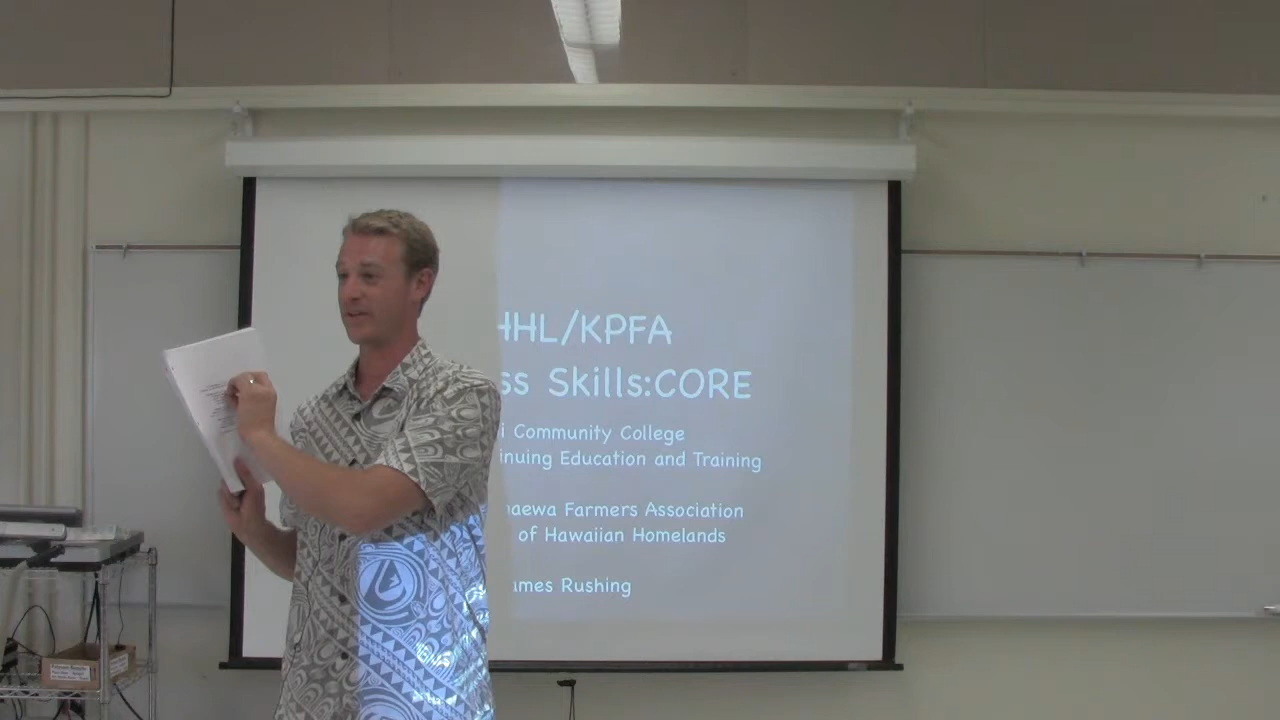 HHL/KPFA
ss Skills:CORE
i Community College
inuing Education and Training
naewa Farmers Association
of Hawaiian Homelands
ames Rushing